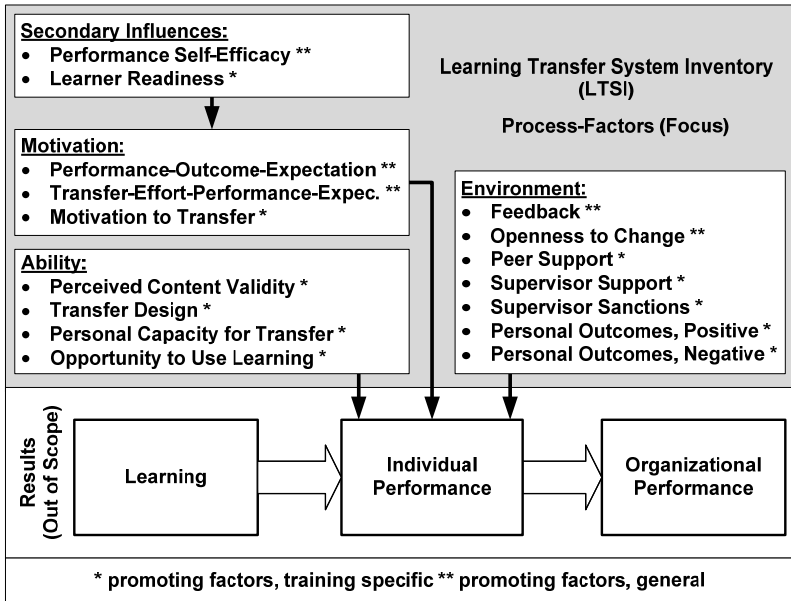 Secondary Influences:
• Performance Self-Efficacy **
• Learner Readiness *
Learning Transfer System Inventory
(LTSI)
Process-Factors (Focus)
Motivation:
• Performance-Outcome-Expectation **
• Transfer-Effort-Performance-Expec. **
• Motivation to Transfer *
Environment:
• Feedback **
• Openness to Change **
• Peer Support *
• Supervisor Support *
• Supervisor Sanctions *
• Personal Outcomes, Positive *
• Personal Outcomes, Negative *
Ability:
• Perceived Content Validity *
• Transfer Design *
• Personal Capacity for Transfer *
• Opportunity to Use Learning *
Results
(Out of Scope)
Learning
Individual
Performance
Organizational
Performance
* promoting factors, training specific ** promoting factors, general